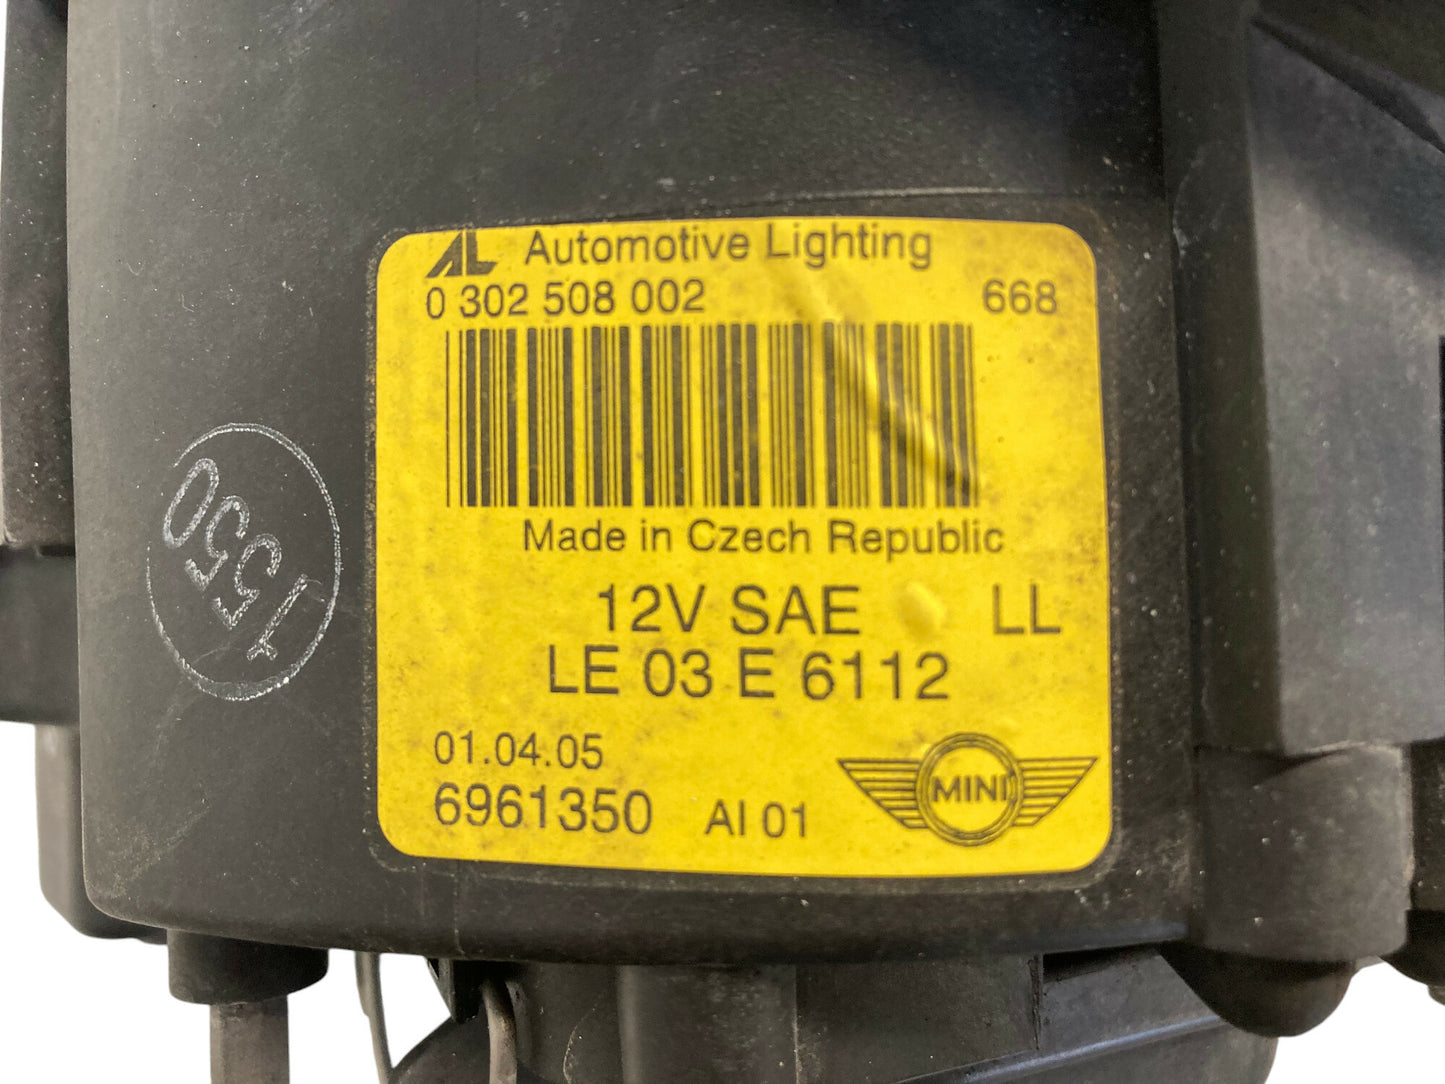 AL Automotive Lighting
0 302 508 002 668
Made in Czech Republic
12V SAE LL
LE 03 E 6112
01.04.05
6961350 AI 01
MINI